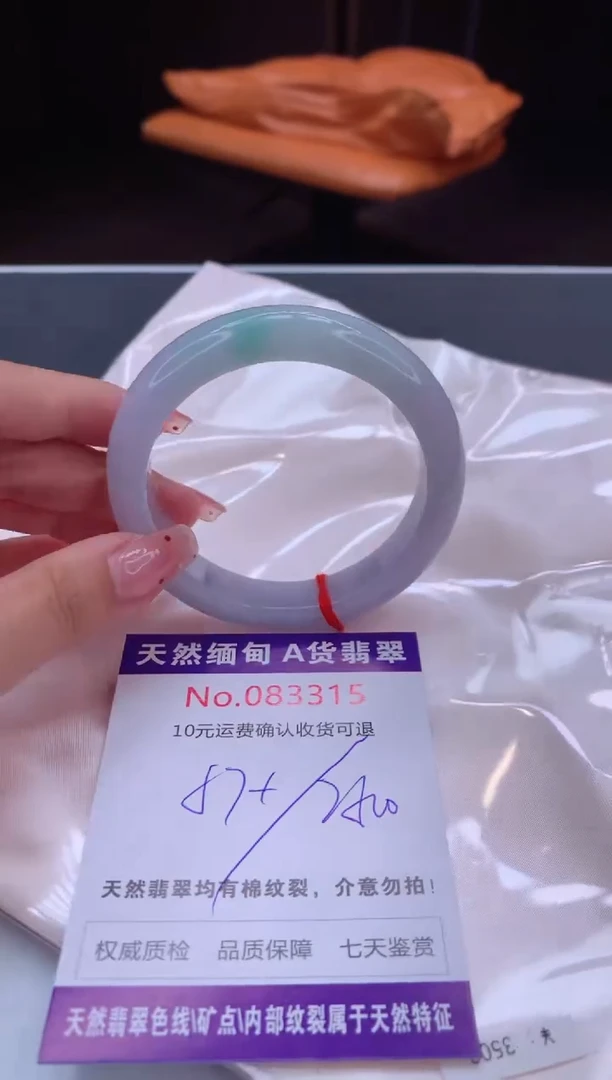 天然缅甸 A货翡翠
No.083315
10元运费确认收货可退
57+
天然翡翠均有棉纹裂，介意勿拍！
权威质检 品质保障 七天鉴赏
天然翡翠色线\矿点\内部纹裂属于天然特征